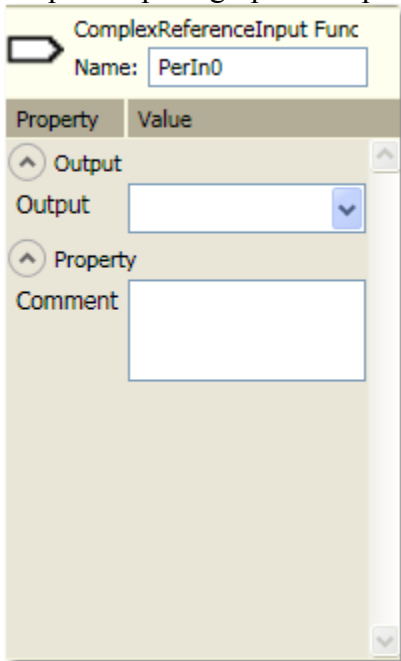 ComplexReferenceInput Func
Name: PerIn0
Property Value
Output
Output
Property
Comment